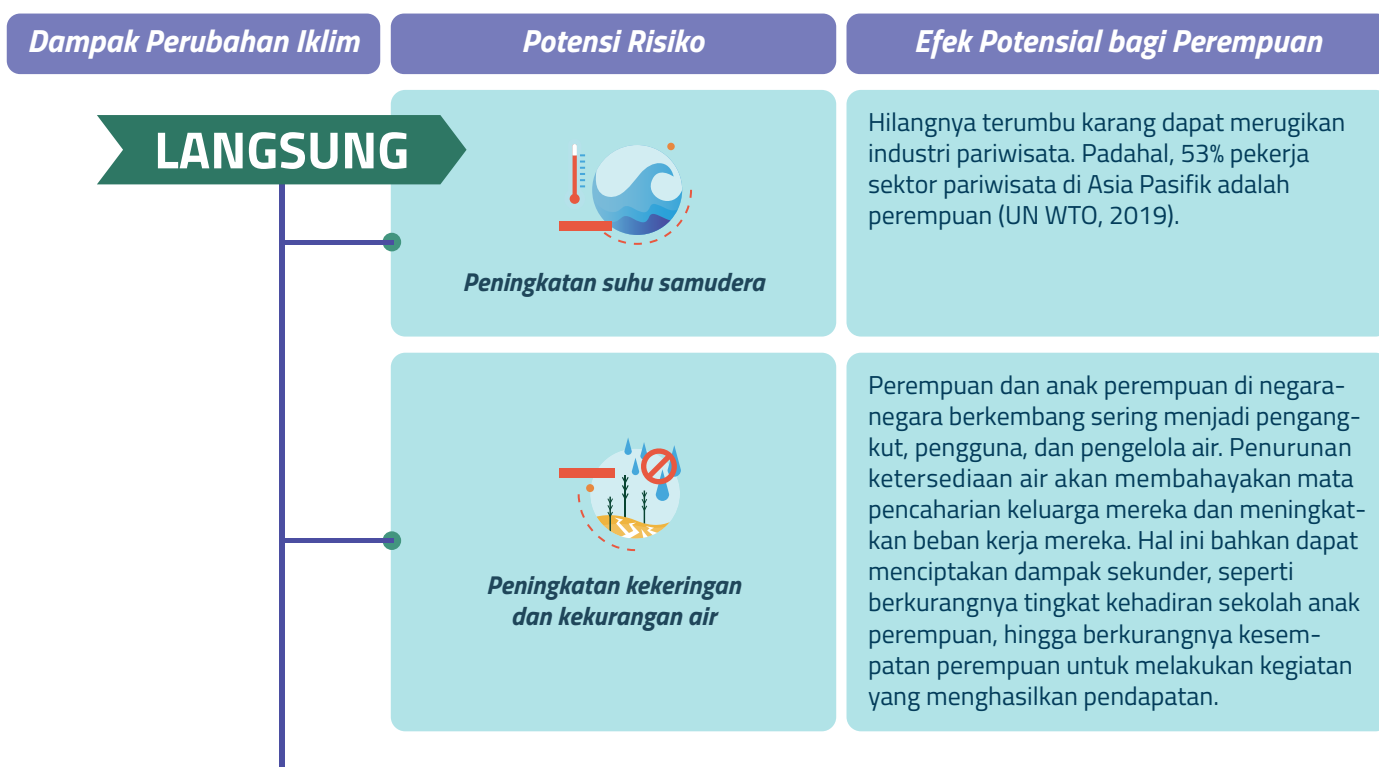 Dampak Perubahan Iklim
Potensi Risiko
Efek Potensial bagi Perempuan
LANGSUNG
Peningkatan suhu samudera
Hilangnya terumbu karang dapat merugikan
industri pariwisata. Padahal, 53% pekerja
sektor pariwisata di Asia Pasifik adalah
perempuan (UN WTO, 2019).
Peningkatan kekeringan
dan kekurangan air
Perempuan dan anak perempuan di negara-
negara berkembang sering menjadi pengang-
kut, pengguna, dan pengelola air. Penurunan
ketersediaan air akan membahayakan mata
pencaharian keluarga mereka dan meningkat-
kan beban kerja mereka. Hal ini bahkan dapat
menciptakan dampak sekunder, seperti
berkurangnya tingkat kehadiran sekolah anak
perempuan, hingga berkurangnya kesem-
patan perempuan untuk melakukan kegiatan
yang menghasilkan pendapatan.